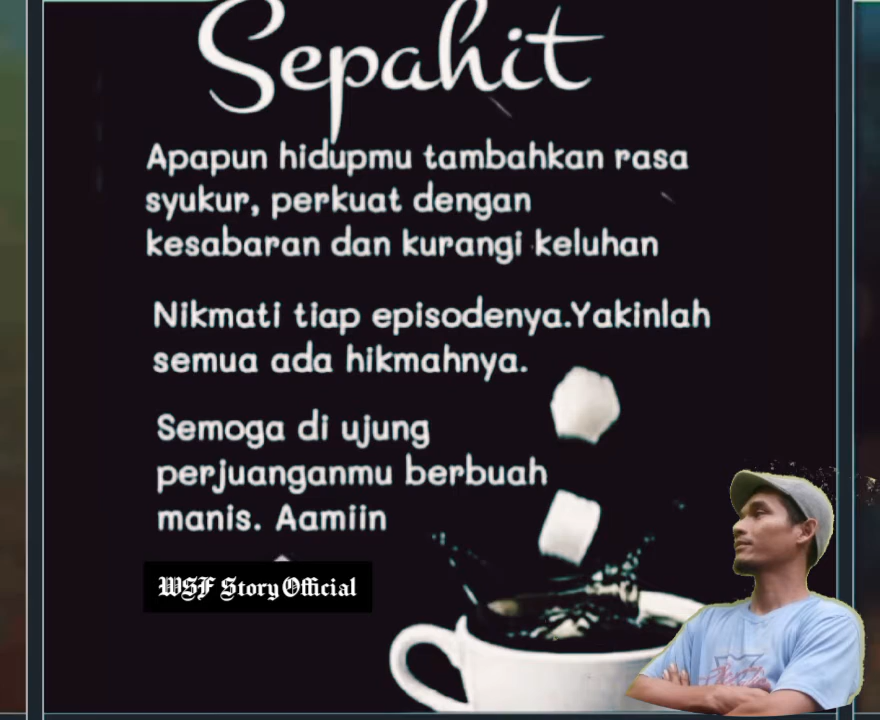 Sepahit
Apapun hidupmu tambahkan rasa
syukur, perkuat dengan
kesabaran dan kurangi keluhan
Nikmati tiap episodenya.Yakinlah
semua ada hikmahnya.
Semoga di ujung
perjuanganmu berbuah
manis. Aamiin
WSF Story Official